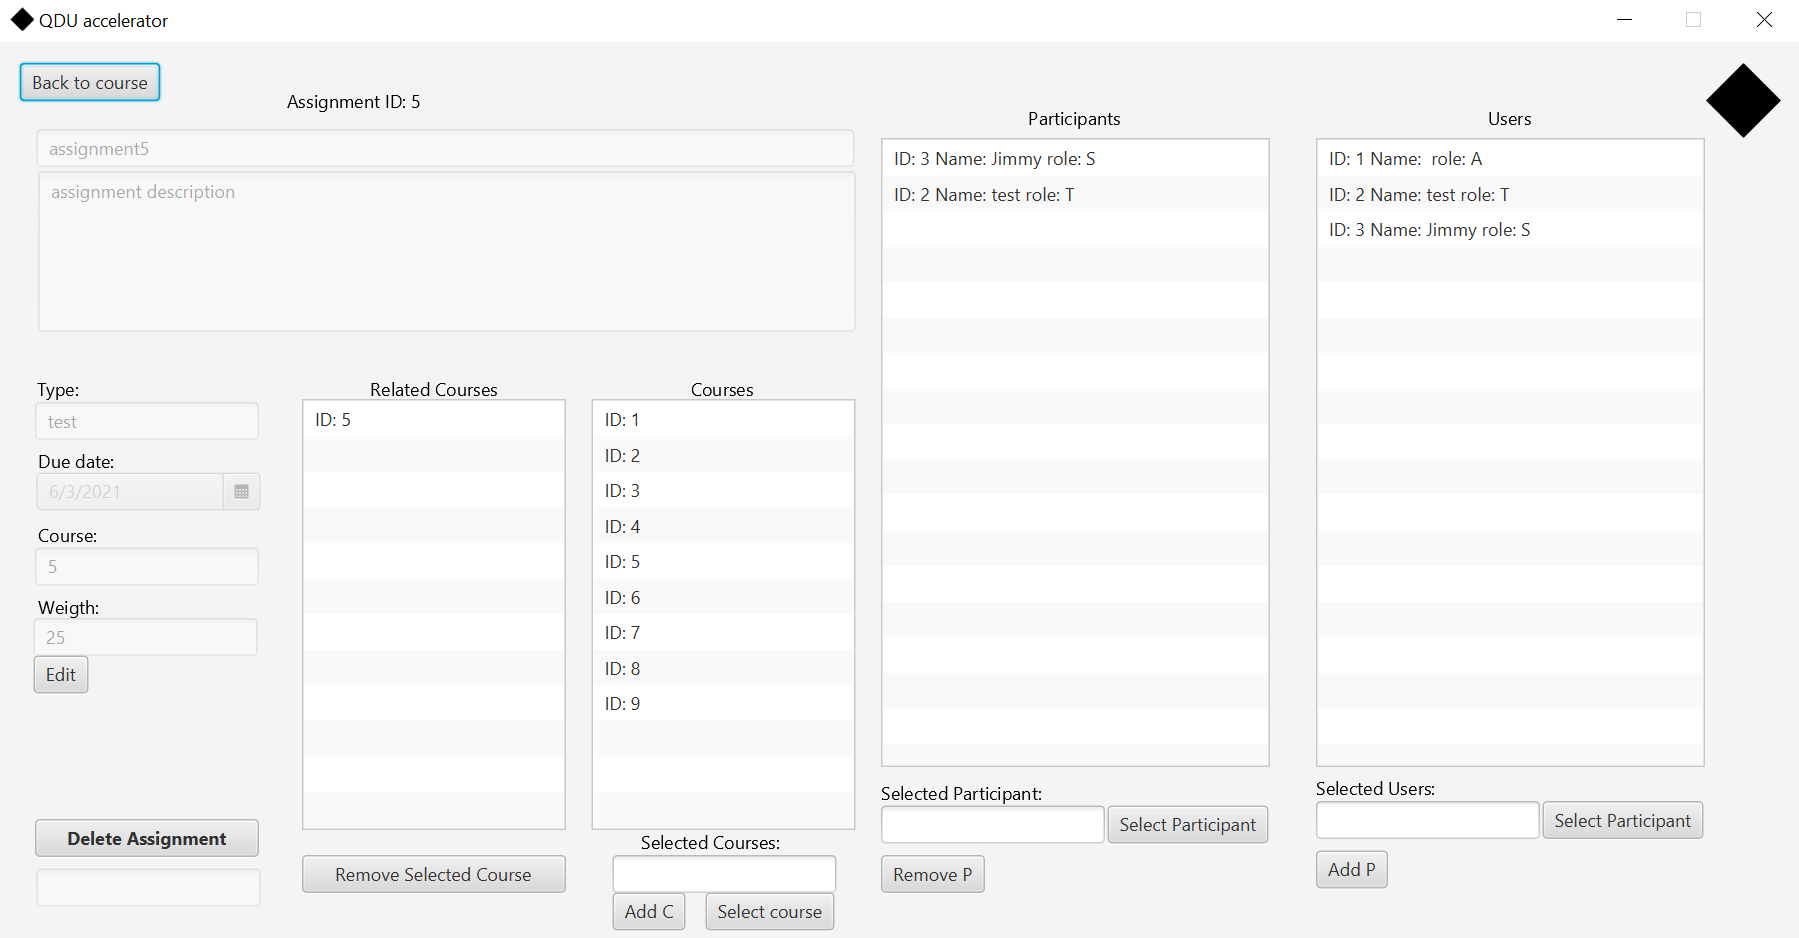 QDU accelerator
Back to course
Assignment ID: 5
assignment5
assignment description
Type:
test
Due date:
6/3/2021
Course:
5
Weigth:
25
Edit
Delete Assignment
Related Courses
ID: 5
Remove Selected Course
Courses
ID: 1
ID: 2
ID: 3
ID: 4
ID: 5
ID: 6
ID: 7
ID: 8
ID: 9
Selected Courses:
Add C
Select course
Participants
ID: 3 Name: Jimmy role: S
ID: 2 Name: test role: T
Selected Participant:
Select Participant
Remove P
Users
ID: 1 Name:  role: A
ID: 2 Name: test role: T
ID: 3 Name: Jimmy role: S
Selected Users:
Select Participant
Add P